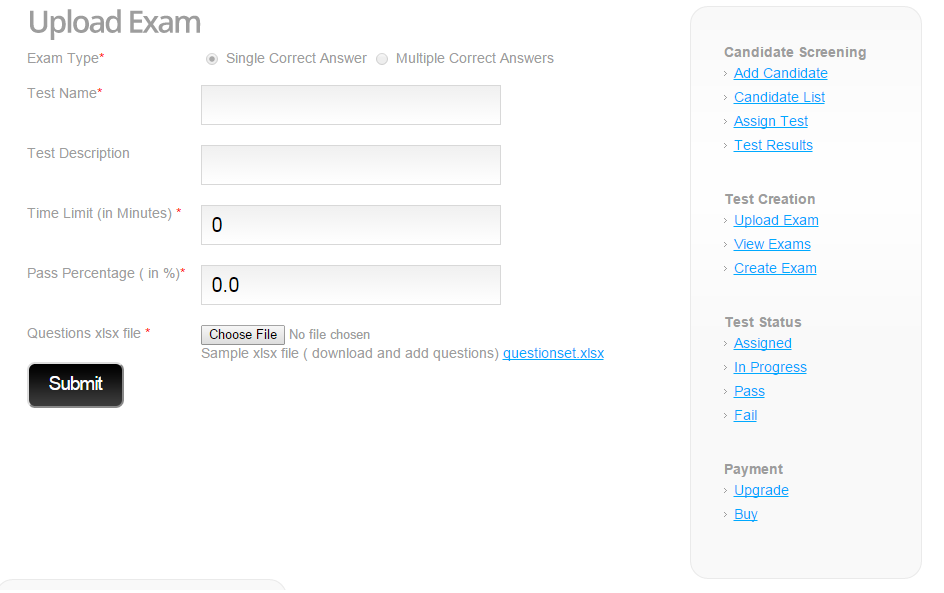 Upload Exam
Exam Type*
Single Correct Answer Multiple Correct Answers
Test Name*
Test Description
Time Limit (in Minutes) *
0
Pass Percentage ( in %)*
0.0
Questions xlsx file *
Choose File No file chosen
Sample xlsx file ( download and add questions) questionset.xlsx
Submit
Candidate Screening
Add Candidate
Candidate List
Assign Test
Test Results
Test Creation
Upload Exam
View Exams
Create Exam
Test Status
Assigned
In Progress
Pass
Fail
Payment
Upgrade
Buy